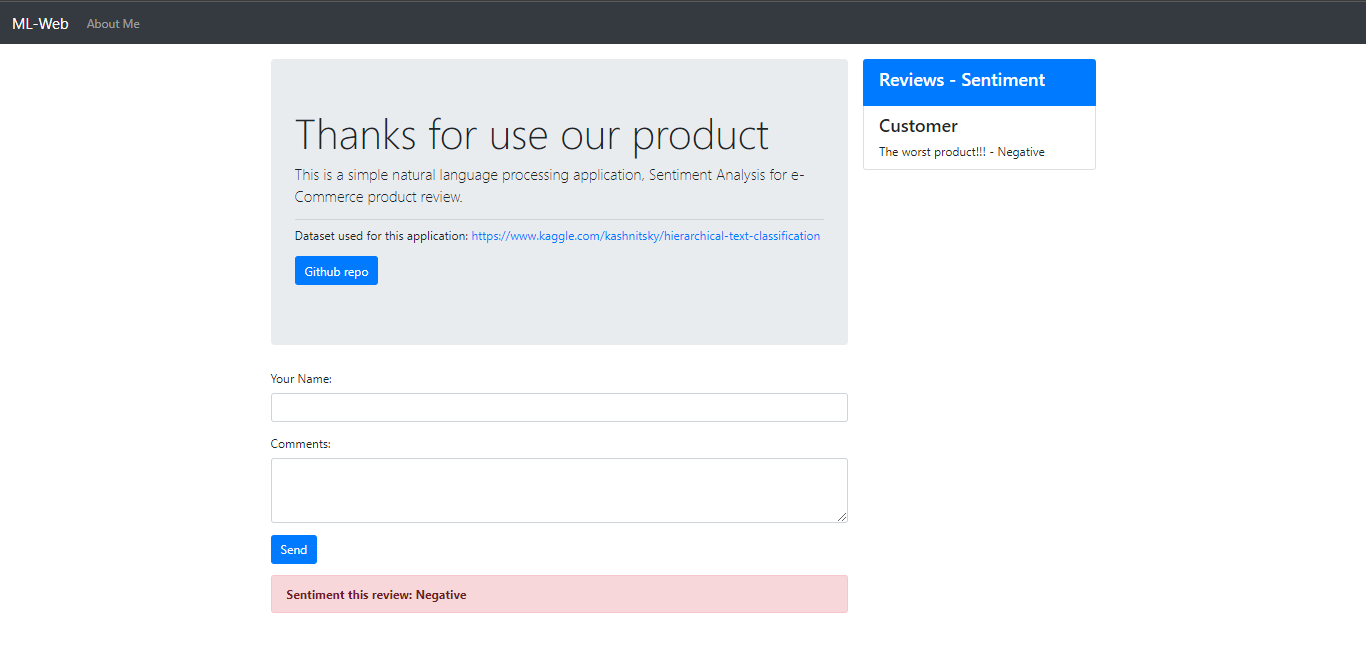 ML-Web About Me
Thanks for use our product
This is a simple natural language processing application, Sentiment Analysis for e-
Commerce product review.
Dataset used for this application: https://www.kaggle.com/kashnitsky/hierarchical-text-classification
Github repo
Your Name:
Comments:
Send
Sentiment this review: Negative
Reviews - Sentiment
Customer
The worst product!!! - Negative